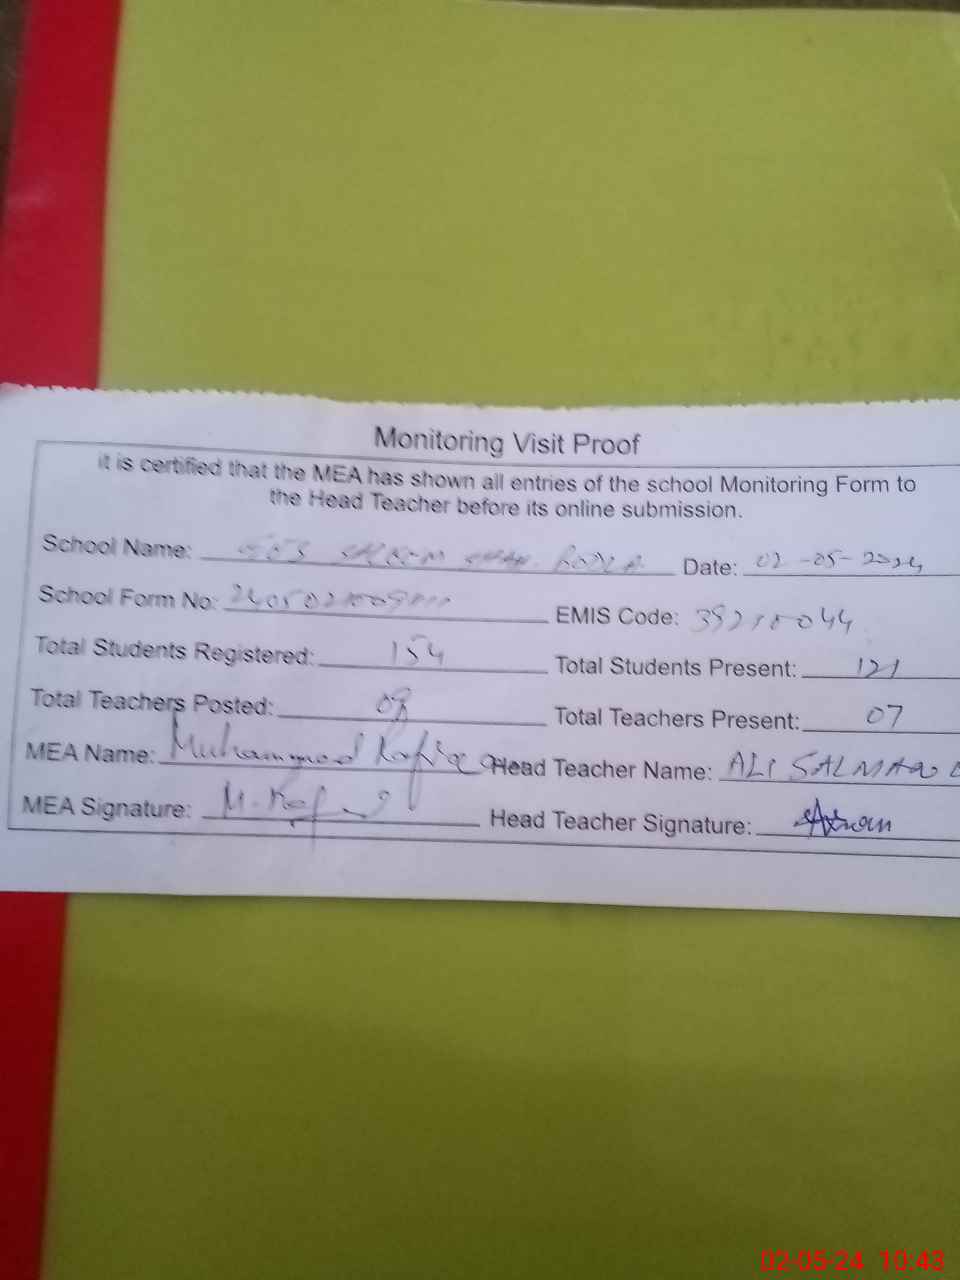 Monitoring Visit Proof
it is certified that the MEA has shown all entries of the school Monitoring Form to
the Head Teacher before its online submission.
School Name: Date: 02-05-2024
School Form No:
EMIS Code:
Total Students Registered: 154 Total Students Present: 121
Total Teachers Posted: 08 Total Teachers Present: 07
MEA Name: Muhammad Head Teacher Name: ALI
MEA Signature: Head Teacher Signature:
02-05-24 10:43